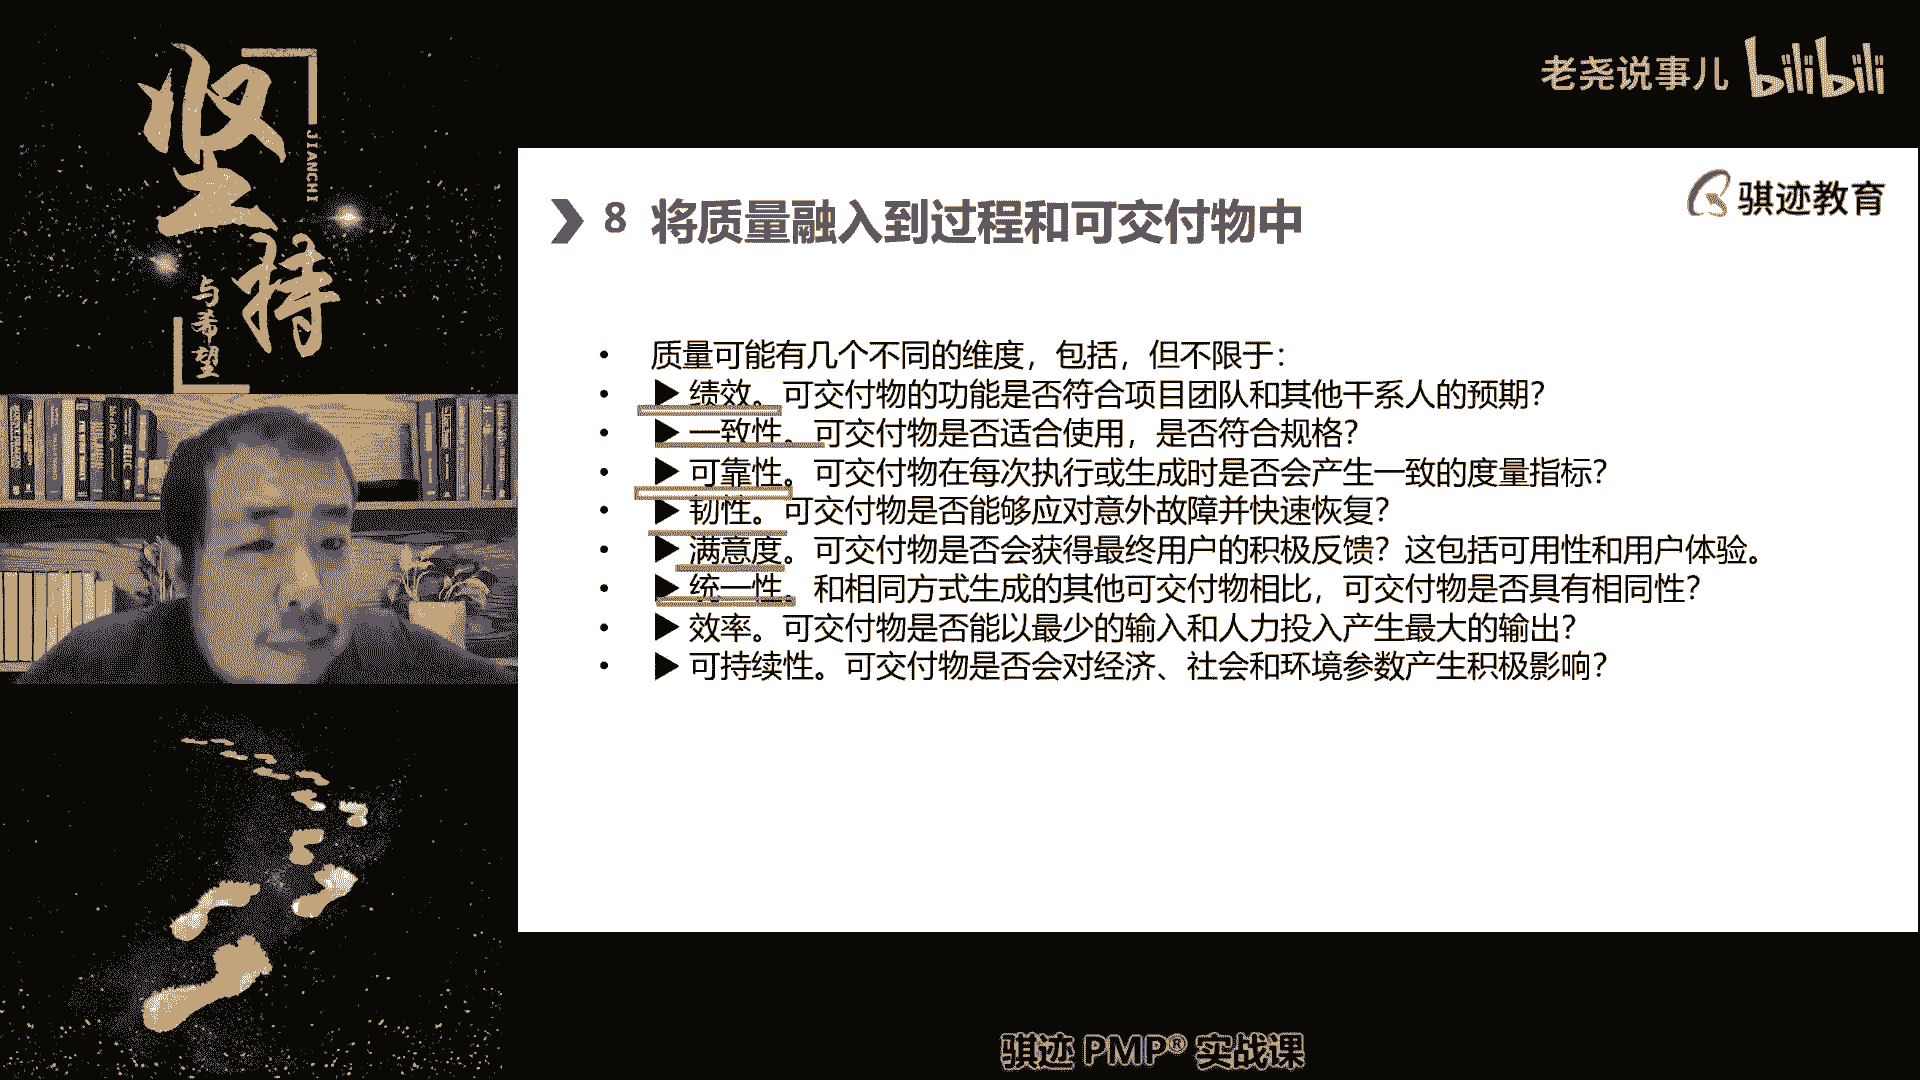 坚持
JIANCHI
与希望
老尧说事儿 bilibili
骐迹教育
8 将质量融入到过程和可交付物中
• 质量可能有几个不同的维度，包括，但不限于：
• ▶ 绩效。可交付物的功能是否符合项目团队和其他干系人的预期？
• ▶ 一致性。可交付物是否适合使用，是否符合规格？
• ▶ 可靠性。可交付物在每次执行或生成时是否会产生一致的度量指标？
• ▶ 韧性。可交付物是否能够应对意外故障并快速恢复？
• ▶ 满意度。可交付物是否会获得最终用户的积极反馈？这包括可用性和用户体验。
• ▶ 统一性。和相同方式生成的其他可交付物相比，可交付物是否具有相同性？
• ▶ 效率。可交付物是否能以最少的输入和人力投入产生最大的输出？
• ▶ 可持续性。可交付物是否会对经济、社会和环境参数产生积极影响？
骐迹 PMP® 实战课